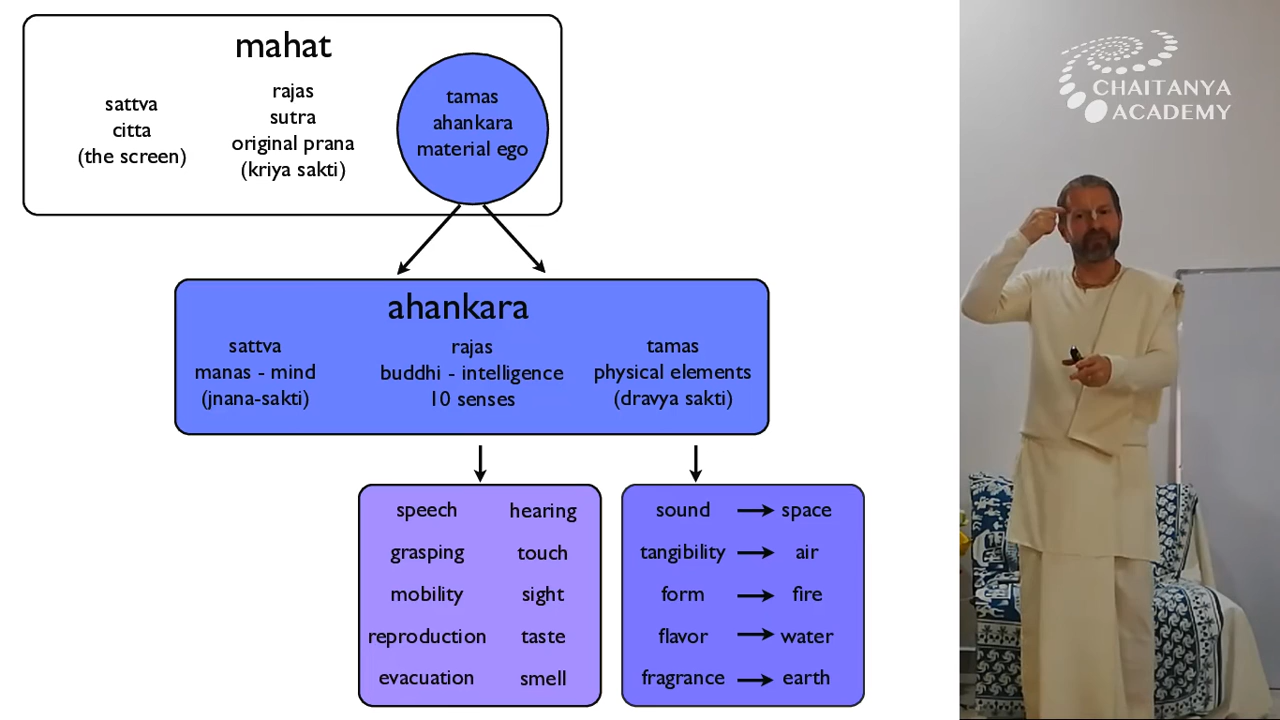 mahat
sattva
citta
(the screen)
rajas
sutra
original prana
(kriya sakti)
tamas
ahankara
material ego
CHAITANYA
ACADEMY
ahankara
sattva
manas - mind
(jnana-sakti)
rajas
buddhi - intelligence
10 senses
tamas
physical elements
(dravya sakti)
speech hearing
grasping touch
mobility sight
reproduction taste
evacuation smell
sound → space
tangibility → air
form → fire
flavor → water
fragrance → earth